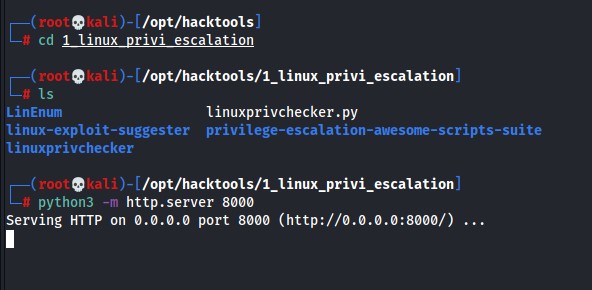 ┌──(root💀kali)-[/opt/hacktools]
└─# cd 1_linux_privi_escalation
┌──(root💀kali)-[/opt/hacktools/1_linux_privi_escalation]
└─# ls
LinEnum                   linuxprivchecker.py
linux-exploit-suggester  privilege-escalation-awesome-scripts-suite
linuxprivchecker
┌──(root💀kali)-[/opt/hacktools/1_linux_privi_escalation]
└─# python3 -m http.server 8000
Serving HTTP on 0.0.0.0 port 8000 (http://0.0.0.0:8000/) ...